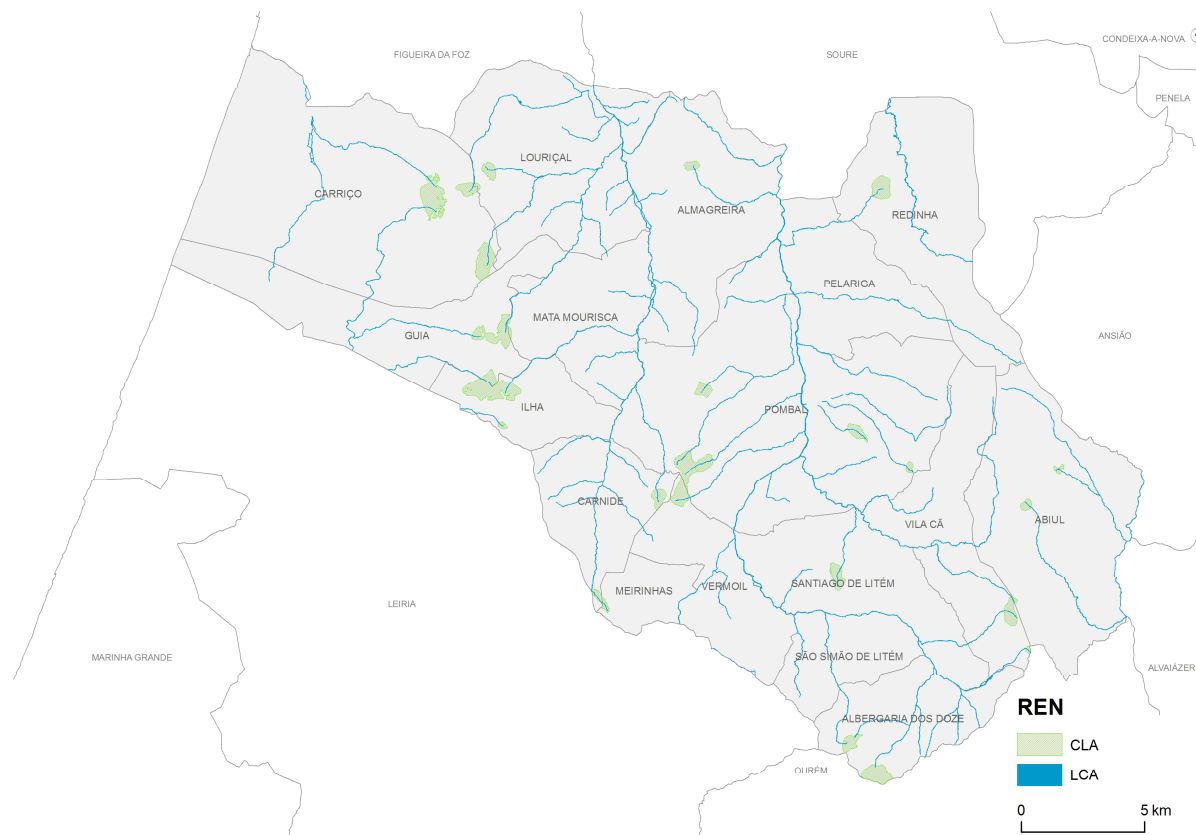 FIGUEIRA DA FOZ
SOURE
CONDEIXA-A-NOVA
PENELA
LOURIÇAL
CARRIÇO
ALMAGREIRA
REDINHA
PELARIGA
MATA MOURISCA
GUIA
ANSIÃO
ILHA
POMBAL
CARNIDE
VILA CÃ
ABIUL
MEIRINHAS
VERMOIL
SANTIAGO DE LITÉM
LEIRIA
MARINHA GRANDE
SÃO SIMÃO DE LITÉM
ALVAIÁZER
ALBERGARIA DOS DOZE
OURÉM
REN
CLA
LCA
0 5 km